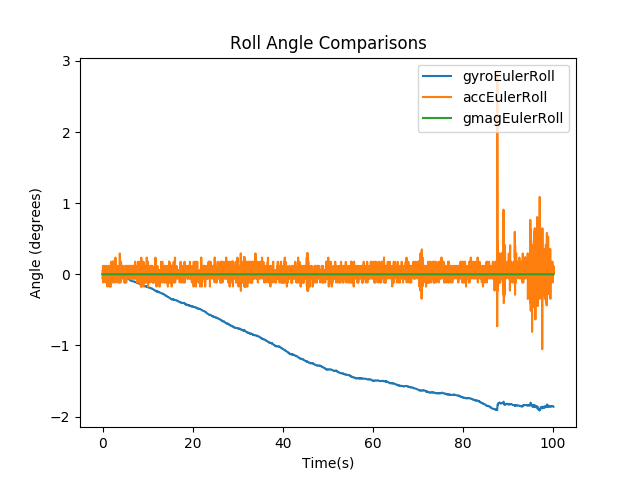 Roll Angle Comparisons
gyroEulerRoll
accEulerRoll
gmagEulerRoll
3
2
1
0
−1
−2
Angle (degrees)
0 20 40 60 80 100
Time(s)